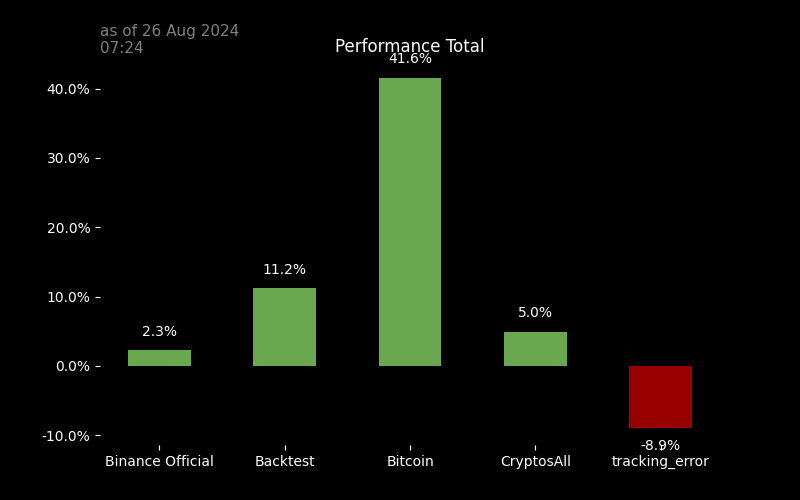 as of 26 Aug 2024
07:24
Performance Total
41.6%
40.0%
30.0%
20.0%
11.2%
10.0%
5.0%
2.3%
0.0%
-10.0%
-8.9%
Binance Official
Backtest
Bitcoin
CryptosAll
tracking_error